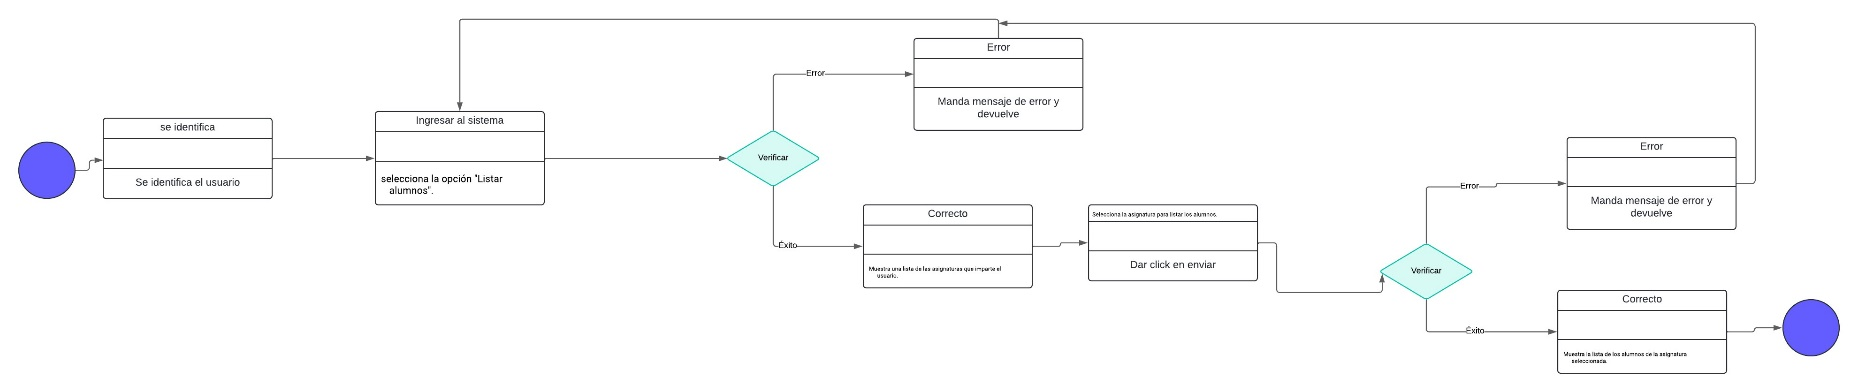 se identifica
Se identifica el usuario
Ingresar al sistema
selecciona la opción "Listar
alumnos".
Verificar
Error
Error
Manda mensaje de error y
devuelve
Éxito
Correcto
Muestra una lista de las asignaturas que imparte el
usuario.
Selecciona la asignatura para listar los alumnos.
Dar click en enviar
Verificar
Error
Error
Manda mensaje de error y
devuelve
Éxito
Correcto
Muestra la lista de los alumnos de la asignatura
seleccionada.